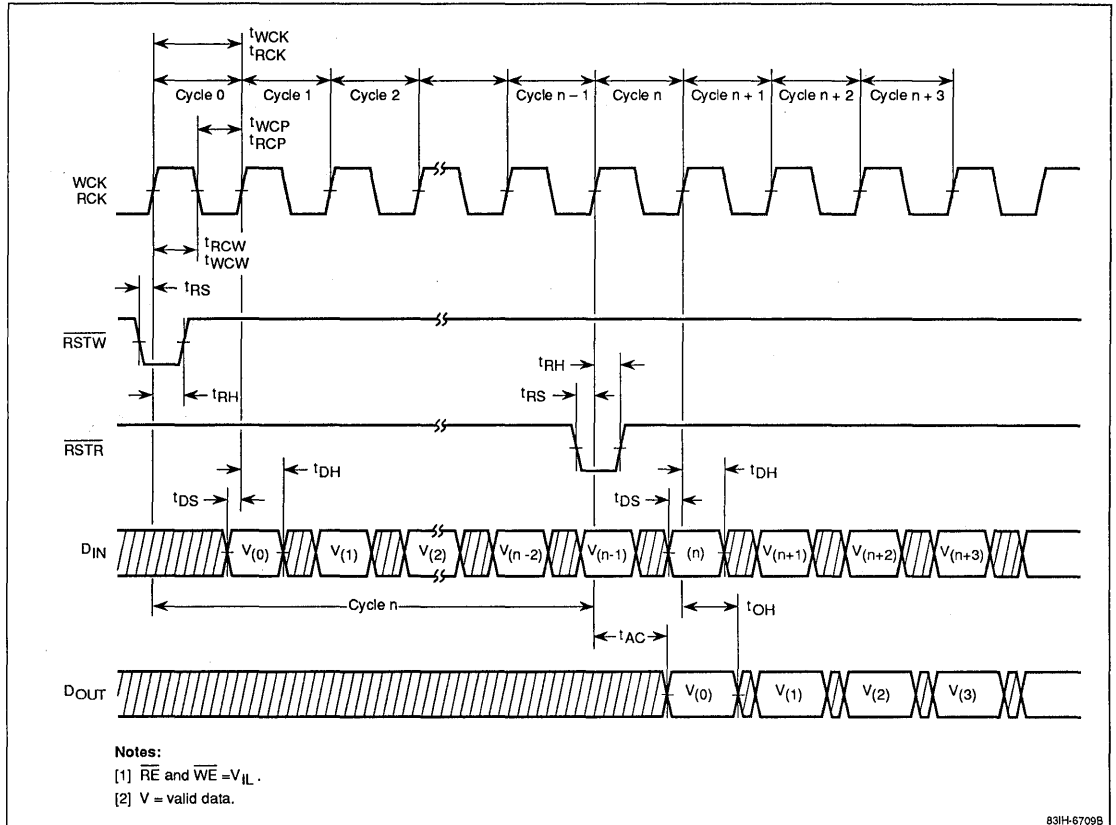 tWCK
tRCK
Cycle 0 Cycle 1 Cycle 2 Cycle n – 1 Cycle n Cycle n + 1 Cycle n + 2 Cycle n + 3
tWCP
tRCP
WCK
RCK
tRCW
tWCW
tRS
RSTW
tRH
tRH
tRS
RSTR
tDH
tDS
tDH
tDS
DIN V(0) V(1) V(2) V(n -2) V(n-1) (n) V(n+1) V(n+2) V(n+3)
Cycle n
tOH
tAC
DOUT V(0) V(1) V(2) V(3)
Notes:
[1] RE and WE =VIL .
[2] V = valid data.
83IH-6709B